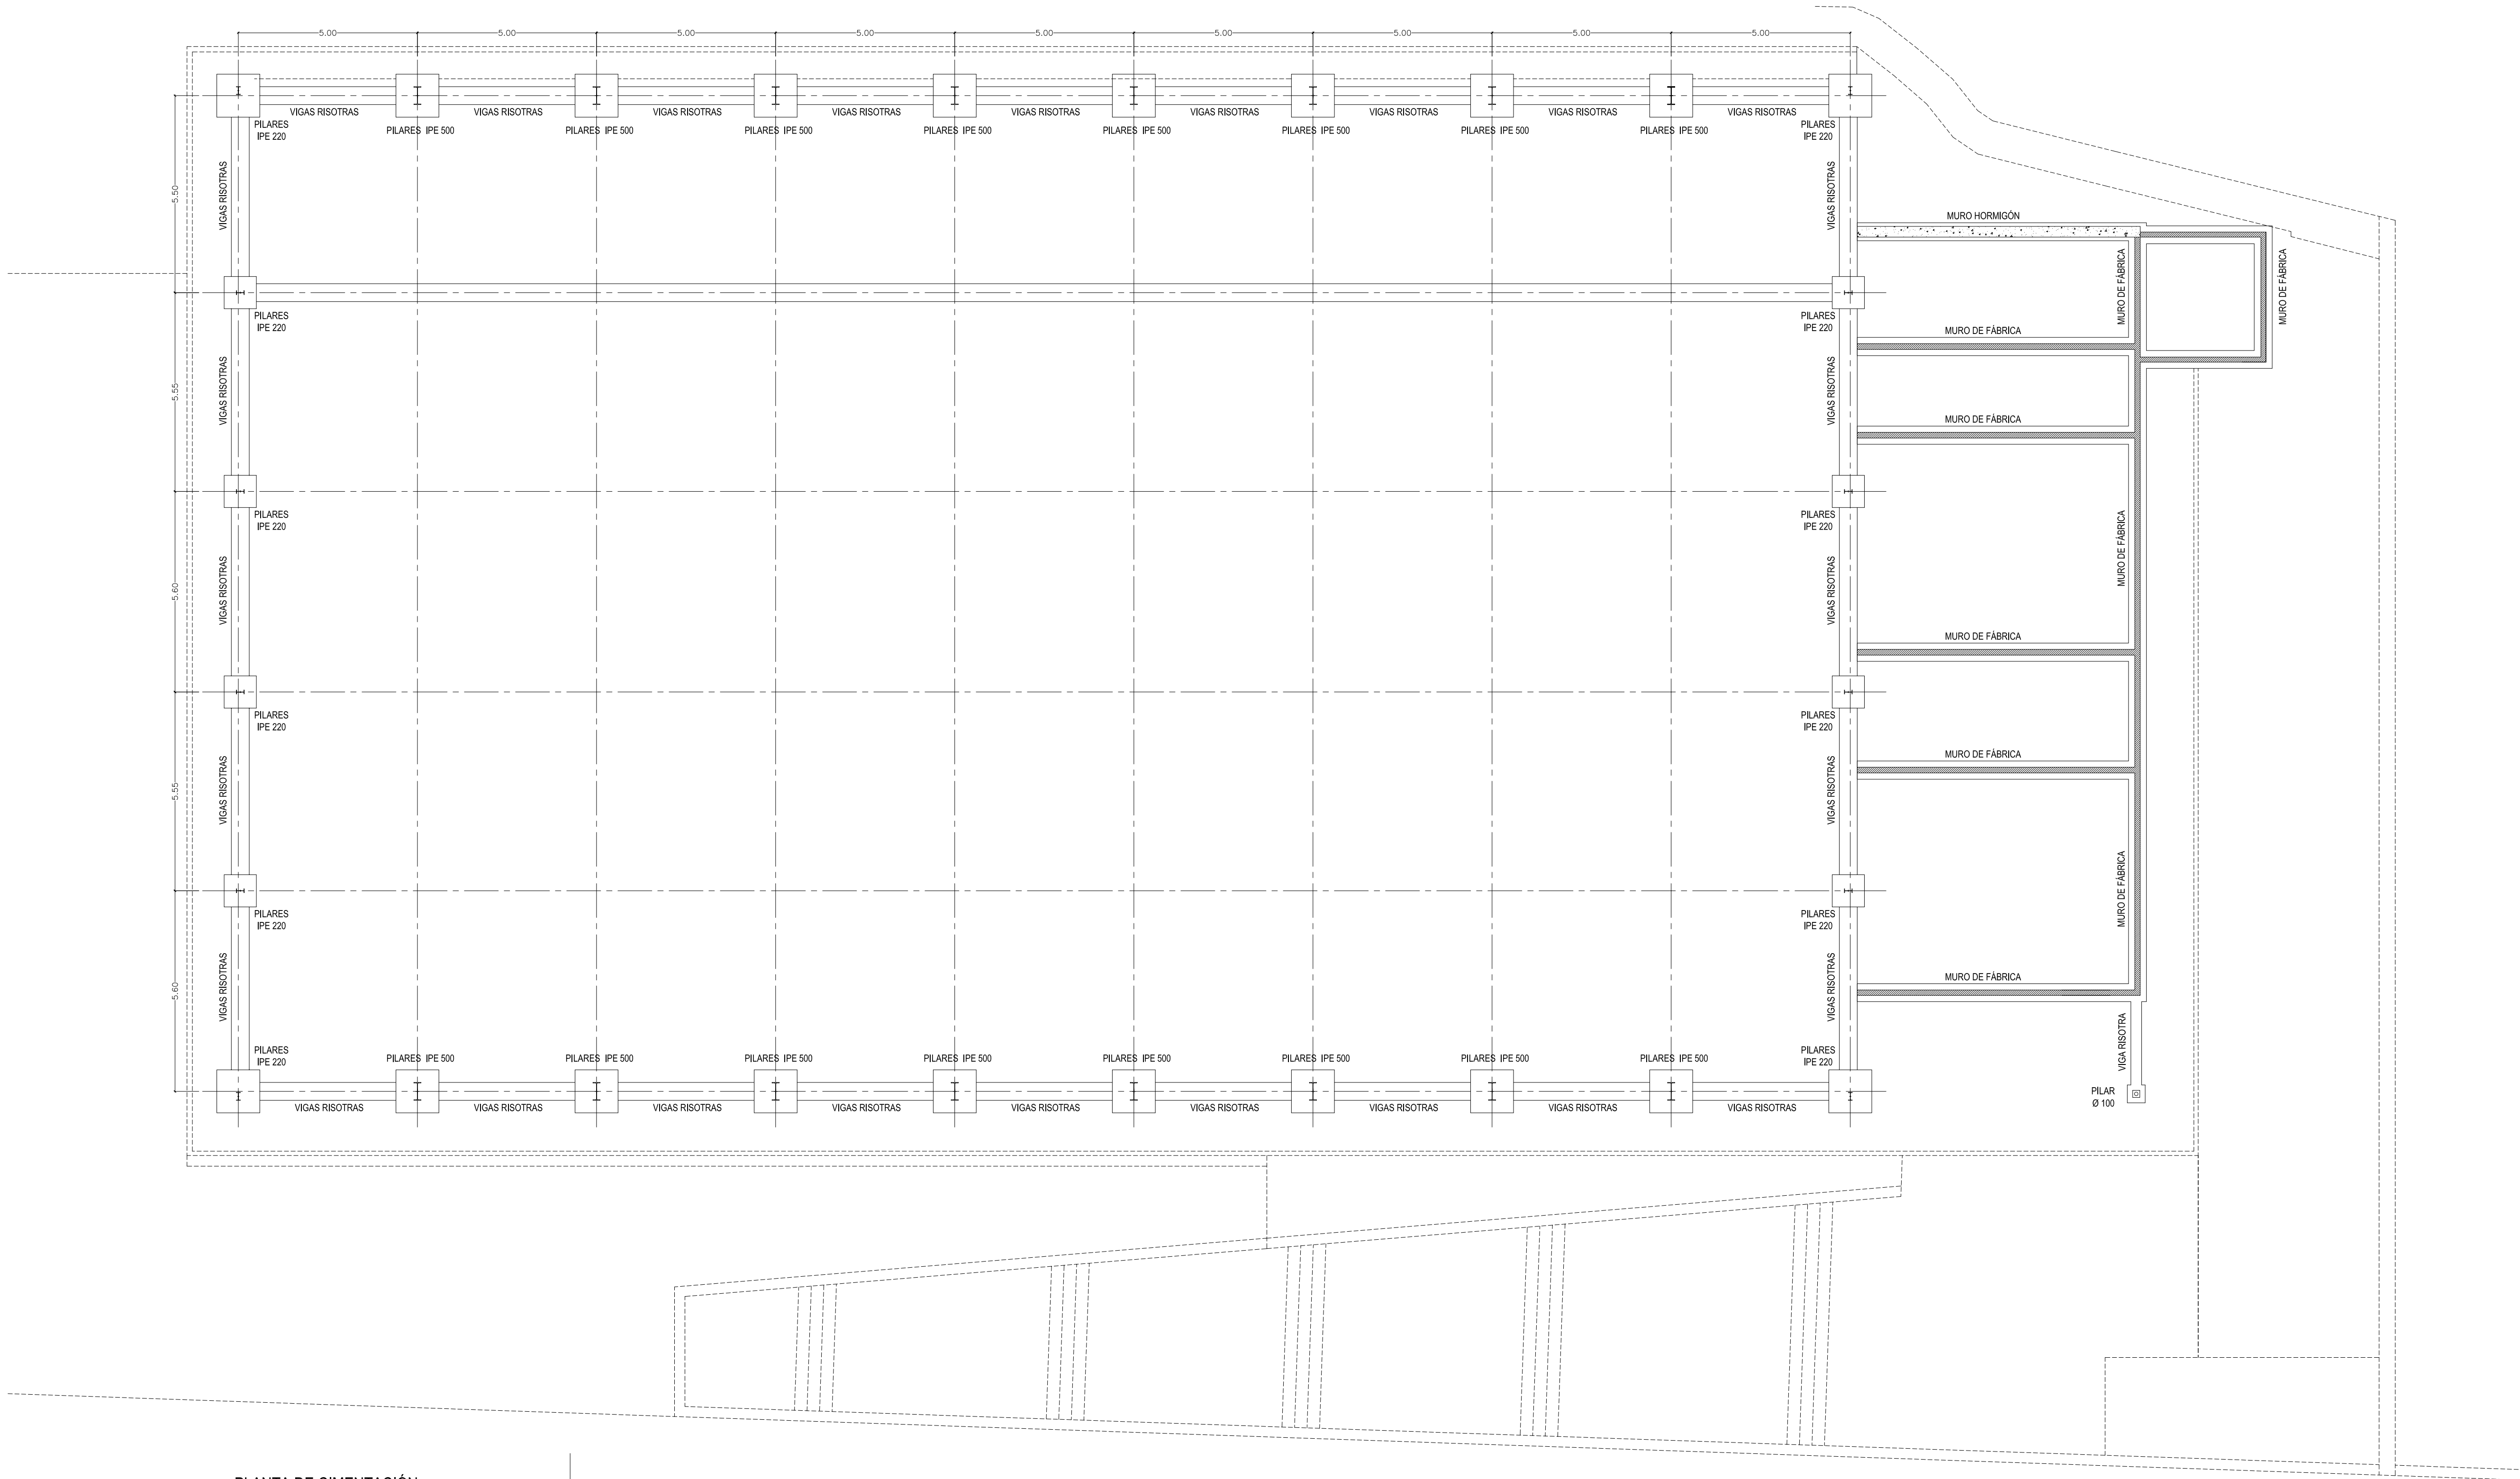 5.00 5.00 5.00 5.00 5.00 5.00 5.00 5.00 5.00
VIGAS RISOTRAS VIGAS RISOTRAS VIGAS RISOTRAS VIGAS RISOTRAS VIGAS RISOTRAS VIGAS RISOTRAS VIGAS RISOTRAS VIGAS RISOTRAS VIGAS RISOTRAS
PILARES
IPE 220
PILARES IPE 500
PILARES IPE 500
PILARES IPE 500
PILARES IPE 500
PILARES IPE 500
PILARES IPE 500
PILARES IPE 500
PILARES IPE 500
PILARES
IPE 220
5.50
VIGAS RISOTRAS
VIGAS RISOTRAS
MURO HORMIGÓN
MURO DE FÁBRICA
MURO DE FÁBRICA
PILARES
IPE 220
PILARES
IPE 220
MURO DE FÁBRICA
5.55
VIGAS RISOTRAS
VIGAS RISOTRAS
MURO DE FÁBRICA
PILARES
IPE 220
PILARES
IPE 220
MURO DE FÁBRICA
5.60
VIGAS RISOTRAS
VIGAS RISOTRAS
MURO DE FÁBRICA
PILARES
IPE 220
PILARES
IPE 220
MURO DE FÁBRICA
5.55
VIGAS RISOTRAS
VIGAS RISOTRAS
MURO DE FÁBRICA
PILARES
IPE 220
PILARES
IPE 220
5.60
VIGAS RISOTRAS
VIGAS RISOTRAS
MURO DE FÁBRICA
VIGA RISOTRA
PILARES
IPE 220
PILARES IPE 500
PILARES IPE 500
PILARES IPE 500
PILARES IPE 500
PILARES IPE 500
PILARES IPE 500
PILARES IPE 500
PILARES IPE 500
PILARES
IPE 220
PILAR
Ø 100
VIGAS RISOTRAS VIGAS RISOTRAS VIGAS RISOTRAS VIGAS RISOTRAS VIGAS RISOTRAS VIGAS RISOTRAS VIGAS RISOTRAS VIGAS RISOTRAS VIGAS RISOTRAS
PLANTA DE CIMENTACIÓN